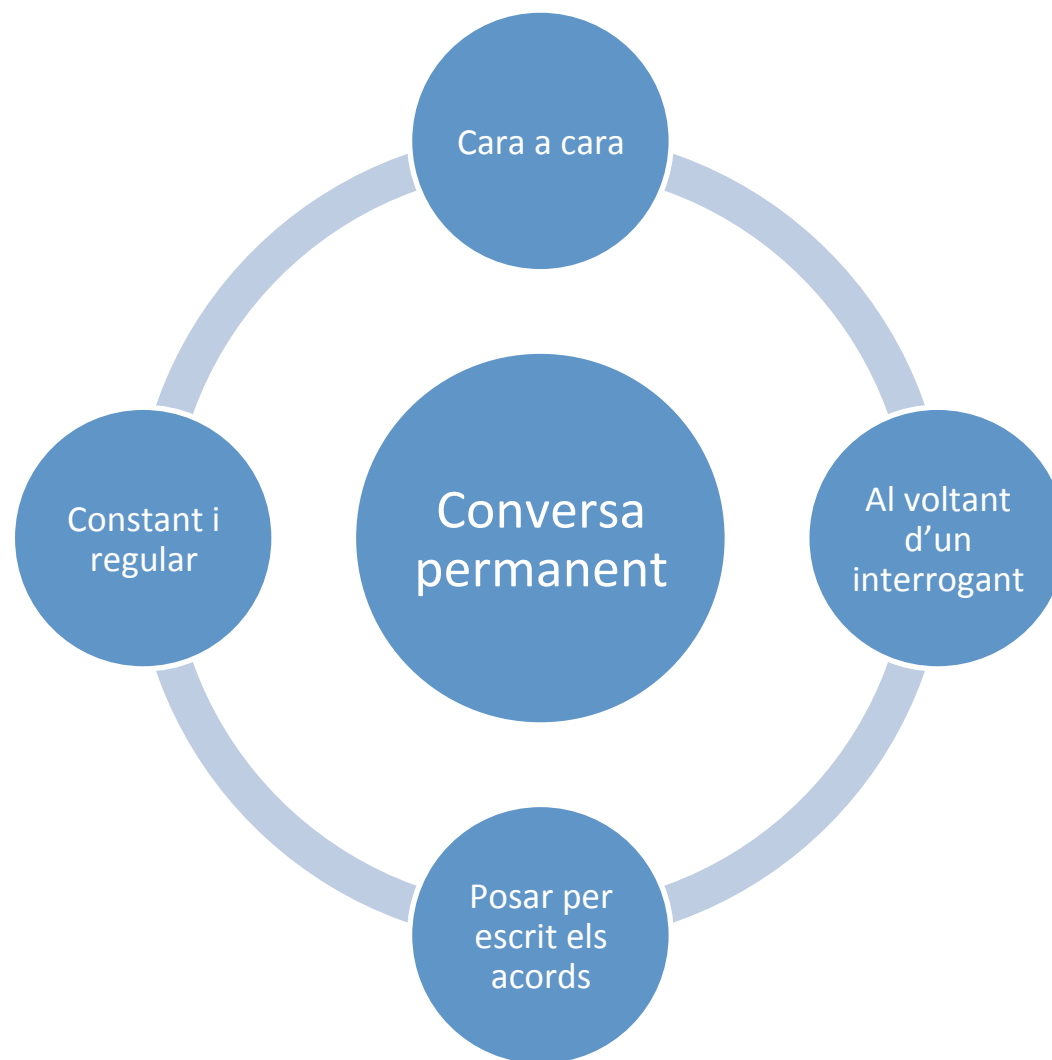 Cara a cara
Constant i
regular
Conversa
permanent
Al voltant
d’un
interrogant
Posar per
escrit els
acords